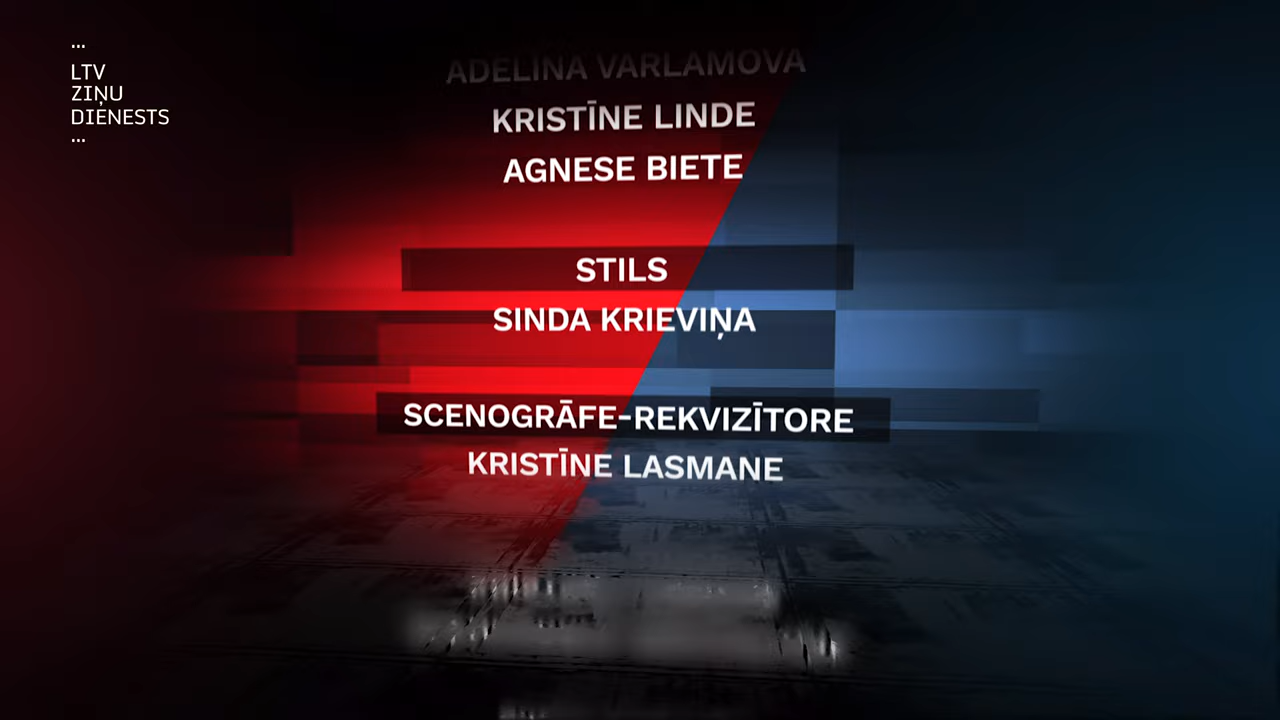 ...
LTV
ZIŅU
DIENESTS
...
ADELINA VARLAMOVA
KRISTĪNE LINDE
AGNESE BIETE
STILS
SINDA KRIEVIŅA
SCENOGRĀFE-REKVIZĪTORE
KRISTĪNE LASMANE